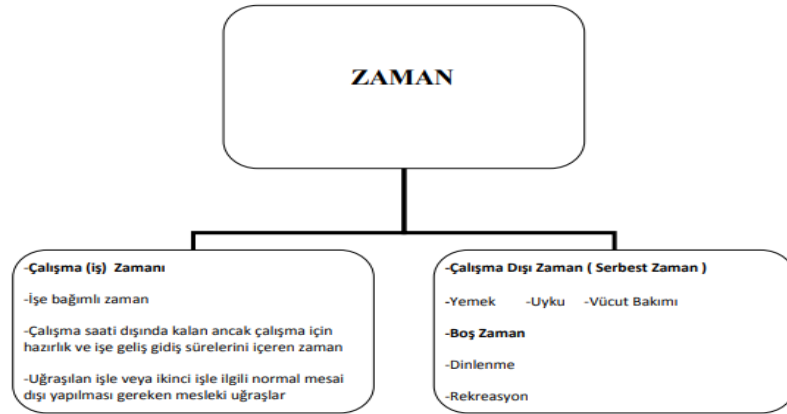 ZAMAN
-Çalışma (iş) Zamanı
-İşe bağımlı zaman
-Çalışma saati dışında kalan ancak çalışma için
hazırlık ve işe geliş gidiş sürelerini içeren zaman
-Uğraşılan işle veya ikinci işle ilgili normal mesai
dışı yapılması gereken mesleki uğraşlar
-Çalışma Dışı Zaman ( Serbest Zaman )
-Yemek -Uyku -Vücut Bakımı
-Boş Zaman
-Dinlenme
-Rekreasyon